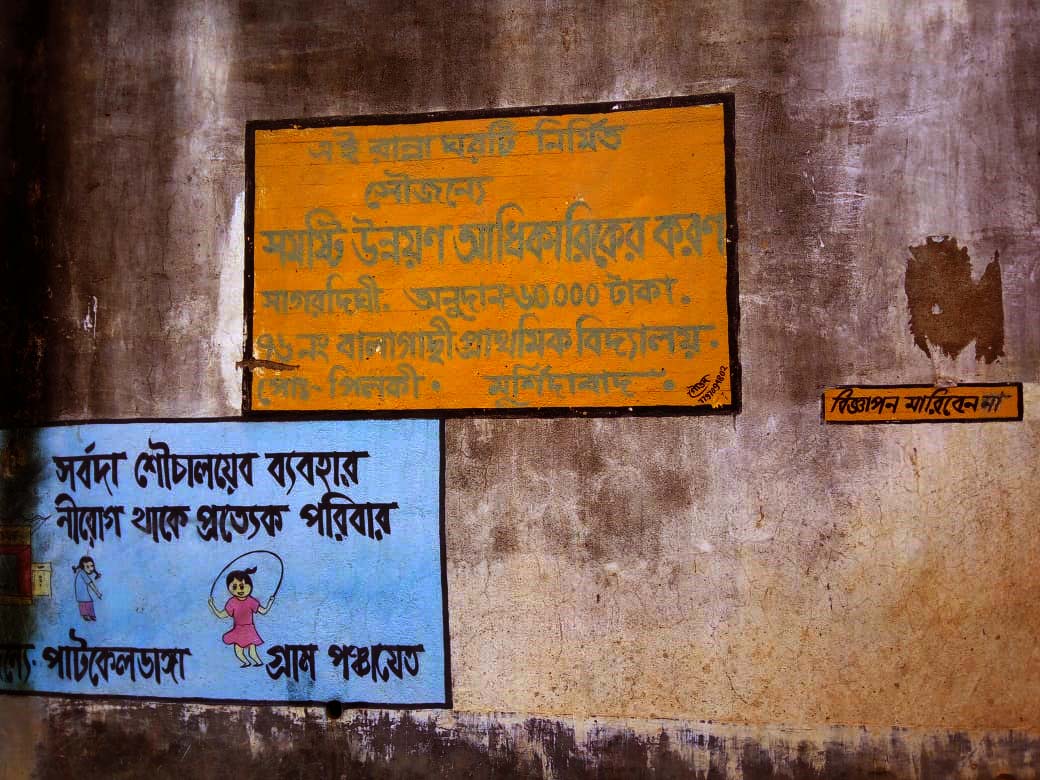 এই রান্না ঘরটি নির্মিত
সৌজন্যে
সমষ্টি উন্নয়ণ আধিকারিকের করণ
সাগরদিঘী. অনুদান-৬০০০০ টাকা.
৭৬ নং বালাগাছী প্রাথমিক বিদ্যালয়.
পোঃ- পিলকী. মুর্শিদাবাদ.
বিজ্ঞাপন মারিবেন না
সর্বদা শৌচালয়ের ব্যবহার
নীরোগ থাকে প্রত্যেক পরিবার
পাটকেলডাঙ্গা গ্রাম পঞ্চায়েত